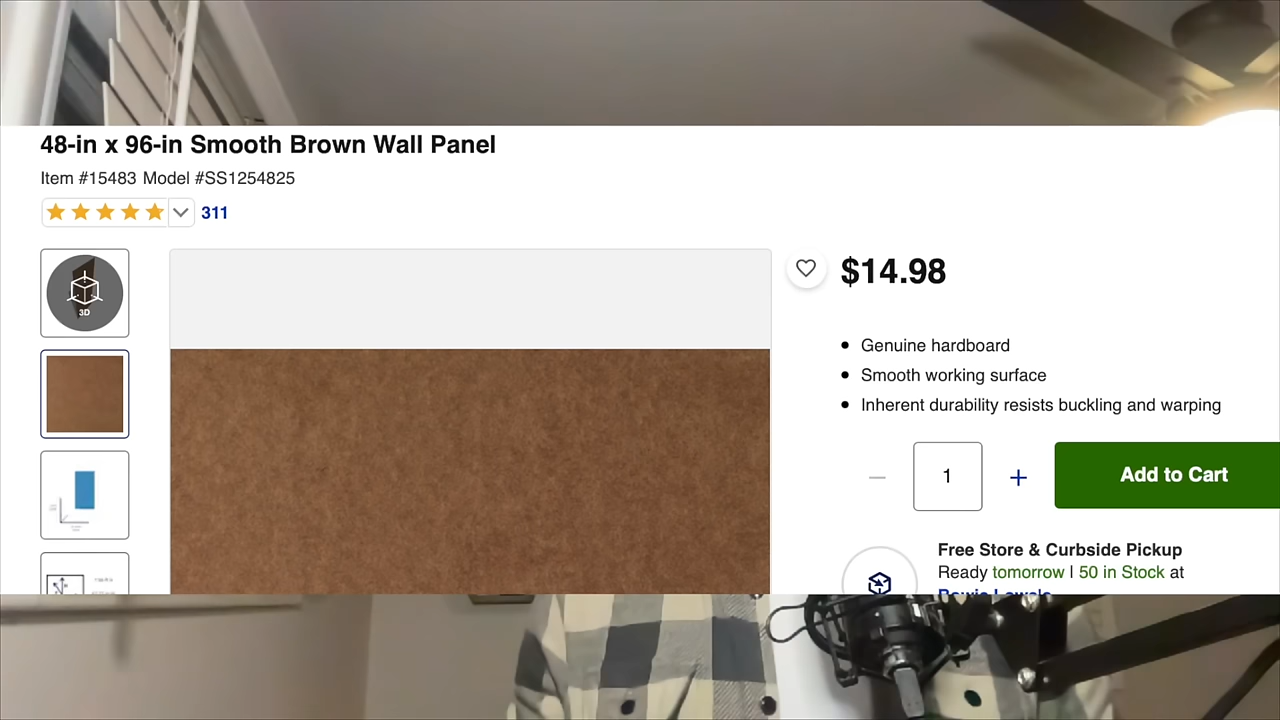 48-in x 96-in Smooth Brown Wall Panel
Item #15483 Model #SS1254825
311
3D
$14.98
Genuine hardboard
Smooth working surface
Inherent durability resists buckling and warping
1
Add to Cart
Free Store & Curbside Pickup
Ready tomorrow | 50 in Stock at